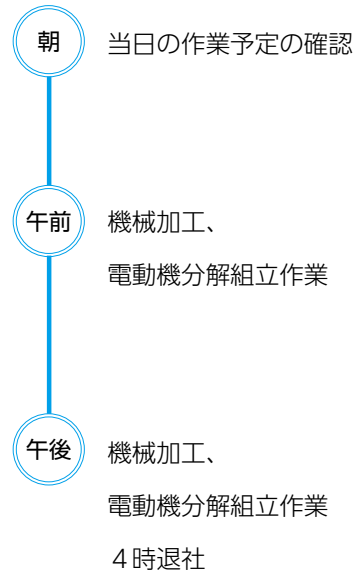 朝
当日の作業予定の確認
午前
機械加工、
電動機分解組立作業
午後
機械加工、
電動機分解組立作業
４時退社